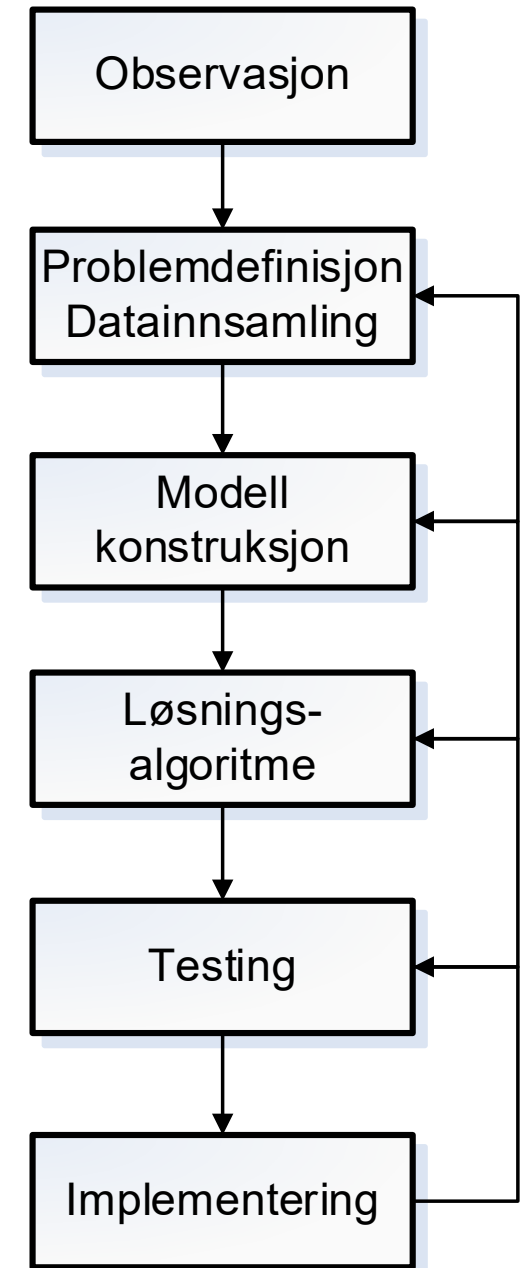 Observasjon
Problemdefinisjon
Datainnsamling
Modell
konstruksjon
Løsnings-
algoritme
Testing
Implementering